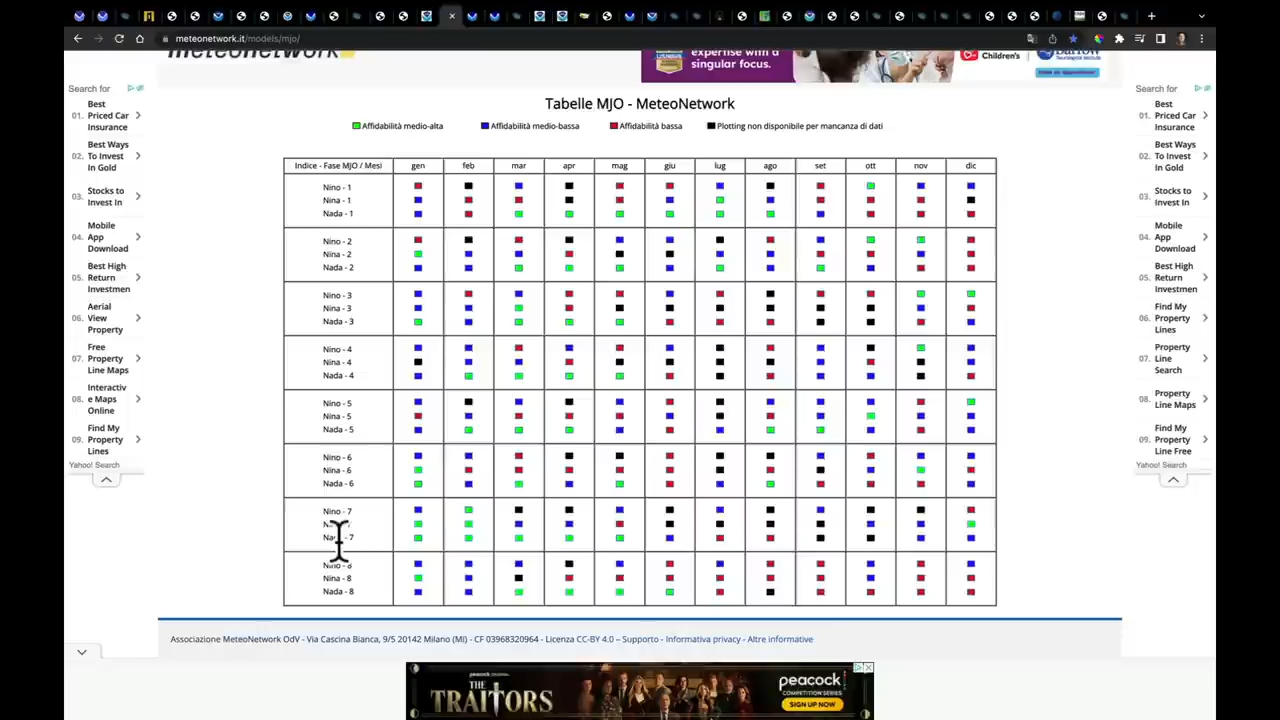 meteonetwork.it/models/mjo/
meteonetwork
expertise with a
singular focus.
Children's
Search for
01. Best Priced Car Insurance
02. Best Ways To Invest In Gold
03. Stocks to Invest In
04. Mobile App Download
05. Best High Return Investmen
06. Aerial View Property
07. Free Property Line Maps
08. Interactiv e Maps Online
09. Find My Property Lines
Yahoo! Search
Tabelle MJO - MeteoNetwork
Affidabilità medio-alta Affidabilità medio-bassa Affidabilità bassa Plotting non disponibile per mancanza di dati
Indice - Fase MJO / Mesi gen feb mar apr mag giu lug ago set ott nov dic
Nino - 1
Nina - 1
Nada - 1
Nino - 2
Nina - 2
Nada - 2
Nino - 3
Nina - 3
Nada - 3
Nino - 4
Nina - 4
Nada - 4
Nino - 5
Nina - 5
Nada - 5
Nino - 6
Nina - 6
Nada - 6
Nino - 7
Nada - 7
Nino - 8
Nina - 8
Nada - 8
Search for
01. Best Priced Car Insurance
02. Best Ways To Invest In Gold
03. Stocks to Invest In
04. Mobile App Download
05. Best High Return Investmen
06. Find My Property Lines
07. Property Line Search
08. Property Line Maps
09. Find My Property Line Free
Yahoo! Search
Associazione MeteoNetwork OdV - Via Cascina Bianca, 9/5 20142 Milano (MI) - CF 03968320964 - Licenza CC-BY 4.0 – Supporto - Informativa privacy - Altre informative
THE
TRAITORS
peacock
COMPETITION SERIES
SIGN UP NOW